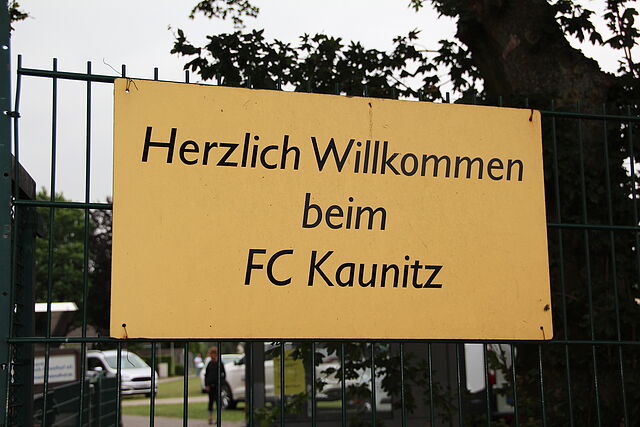 Herzlich Willkommen
beim
FC Kaunitz